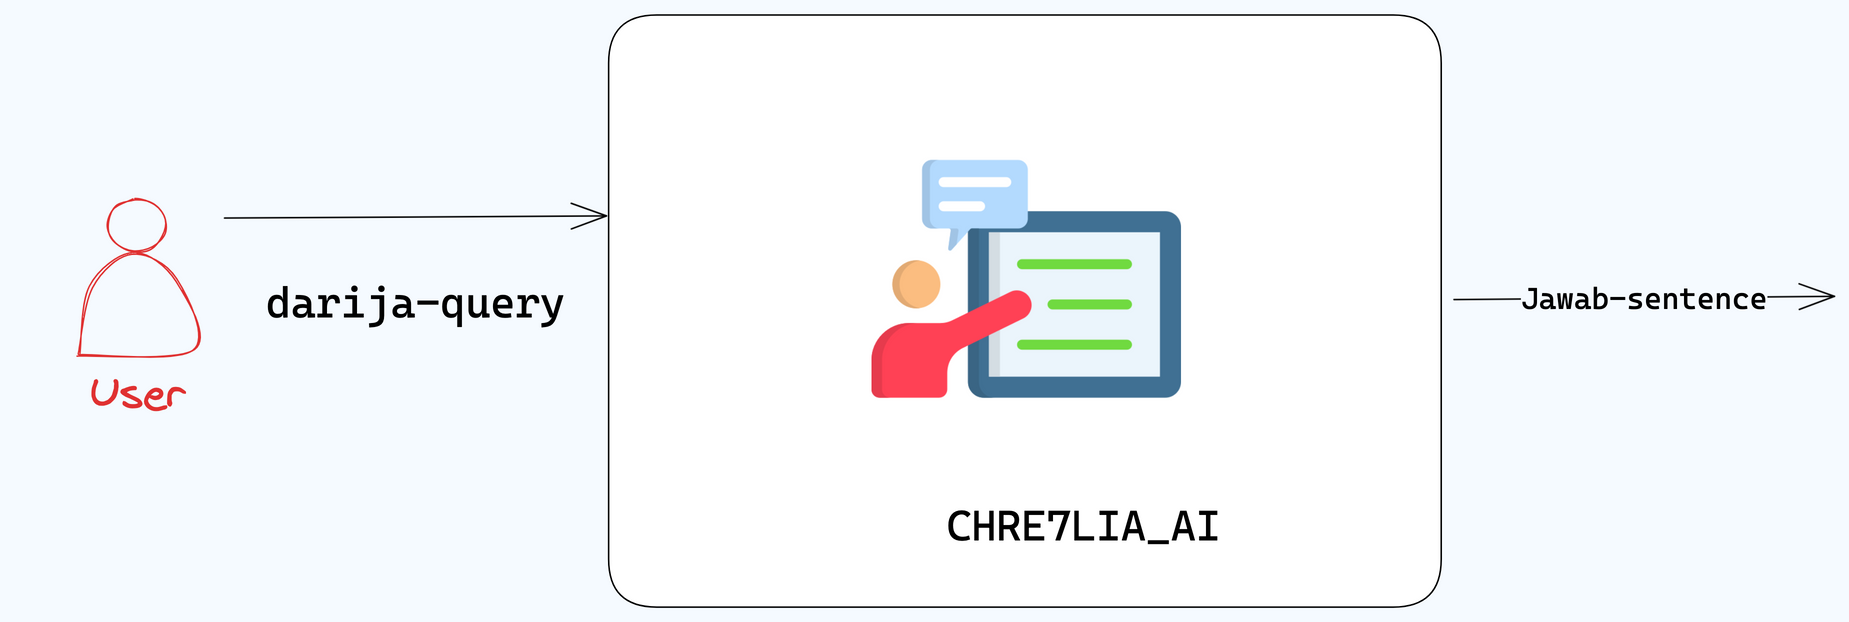 User
darija-query
CHRE7LIA_AI
Jawab-sentence